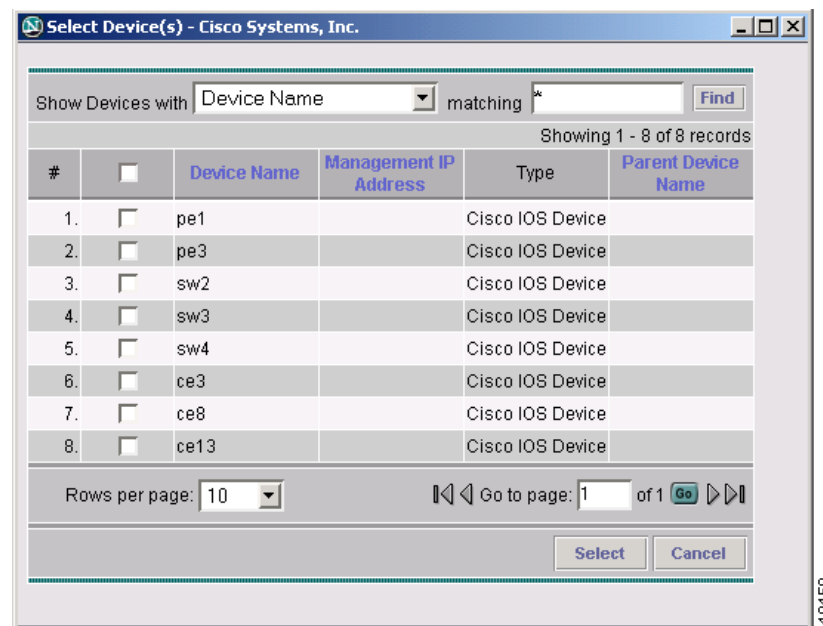 Select Device(s) - Cisco Systems, Inc.
Show Devices with Device Name matching * Find
Showing 1 - 8 of 8 records
# Device Name Management IP Address Type Parent Device Name
1. pe1 Cisco IOS Device
2. pe3 Cisco IOS Device
3. sw2 Cisco IOS Device
4. sw3 Cisco IOS Device
5. sw4 Cisco IOS Device
6. ce3 Cisco IOS Device
7. ce8 Cisco IOS Device
8. ce13 Cisco IOS Device
Rows per page: 10 Go to page: 1 of 1 Go
Select Cancel